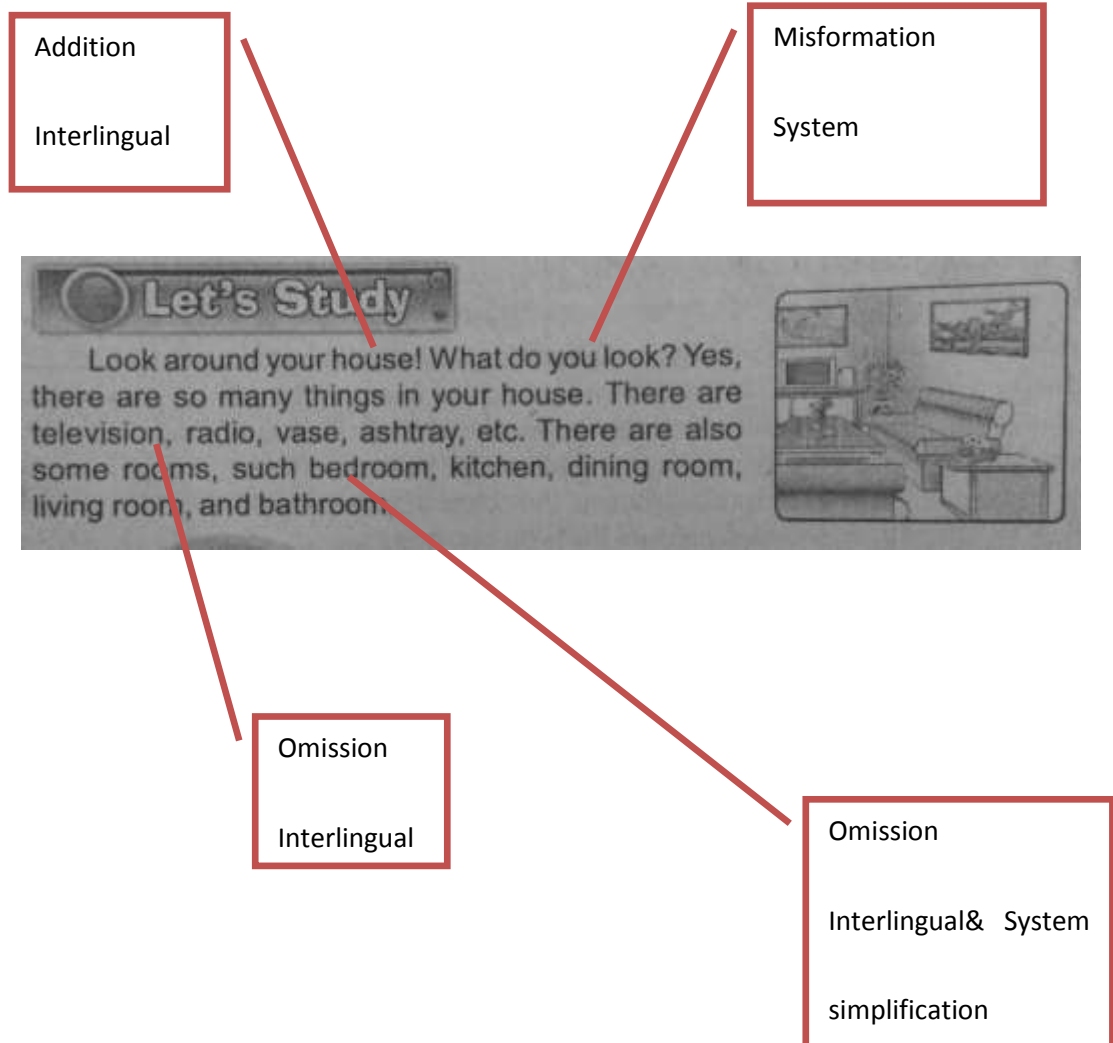 Addition
Interlingual
Misformation
System
Let's Study
Look around your house! What do you look? Yes,
there are so many things in your house. There are
television, radio, vase, ashtray, etc. There are also
some rooms, such bedroom, kitchen, dining room,
living room, and bathroom.
Omission
Interlingual
Omission
Interlingual& System
simplification